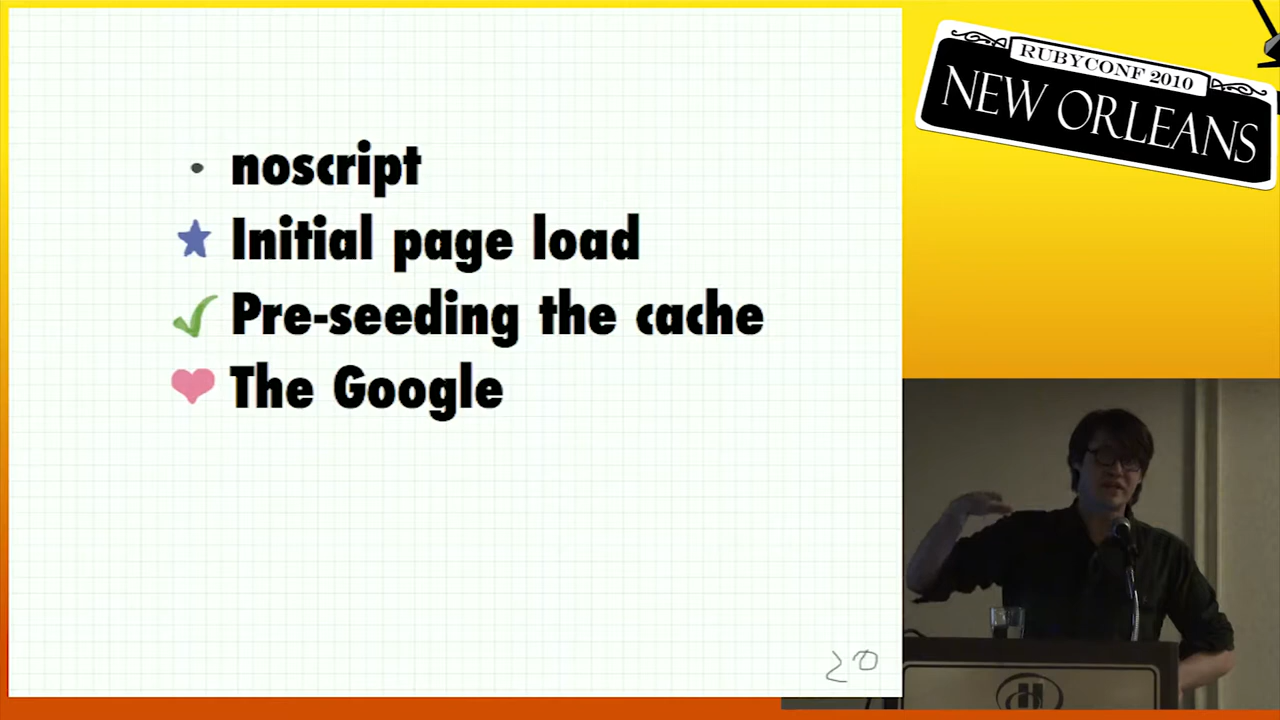 noscript
Initial page load
Pre-seeding the cache
The Google
20
RUBYCONF 2010
NEW ORLEANS
H